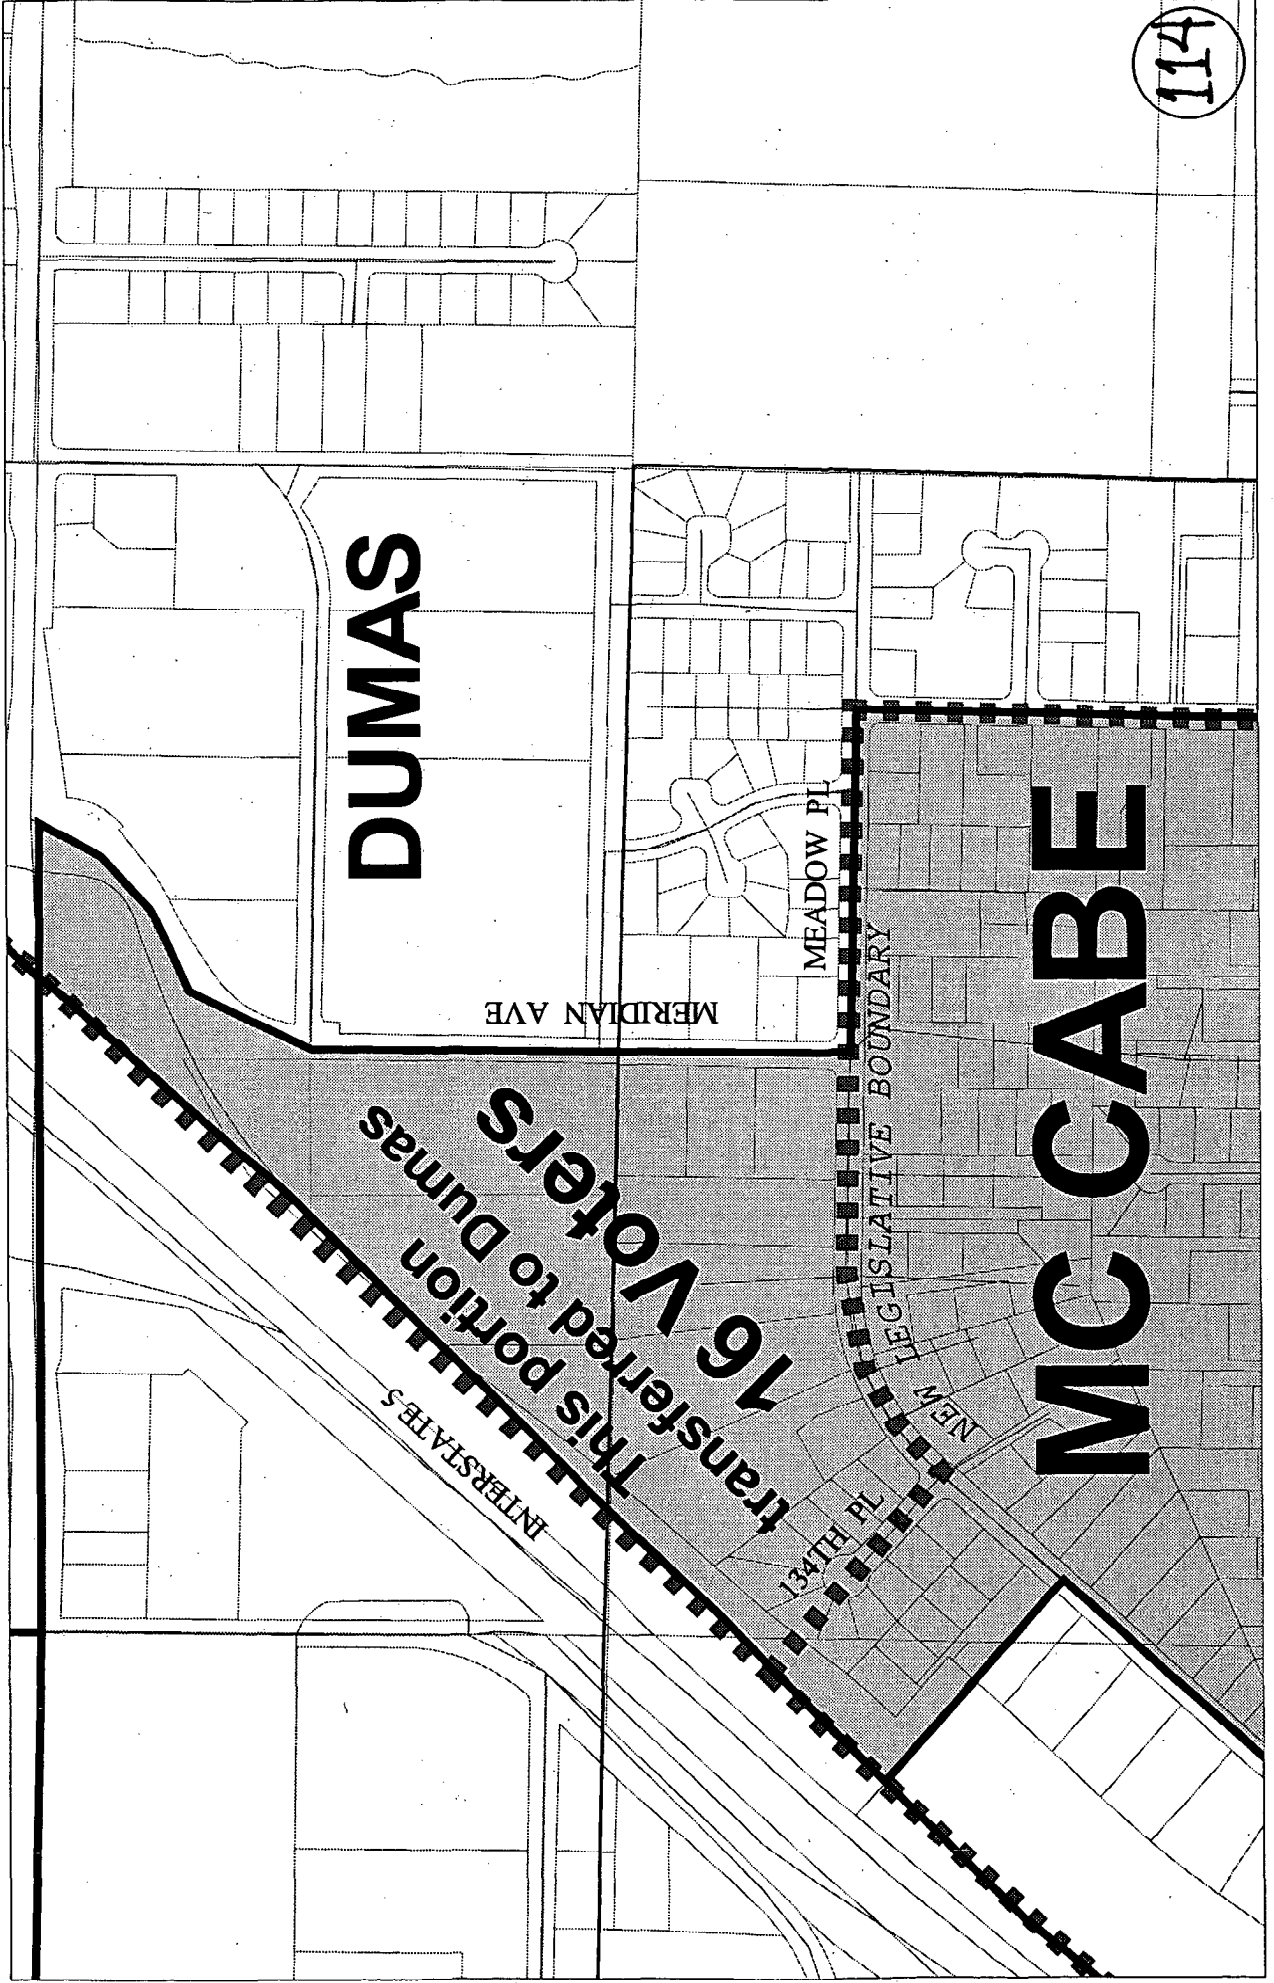 114
DUMAS
MERIDIAN AVE
MEADOW PL
This portion
transferred to Dumas
16 Voters
INTERSTATE 5
134TH PL
NEW LEGISLATIVE BOUNDARY
MC CABE